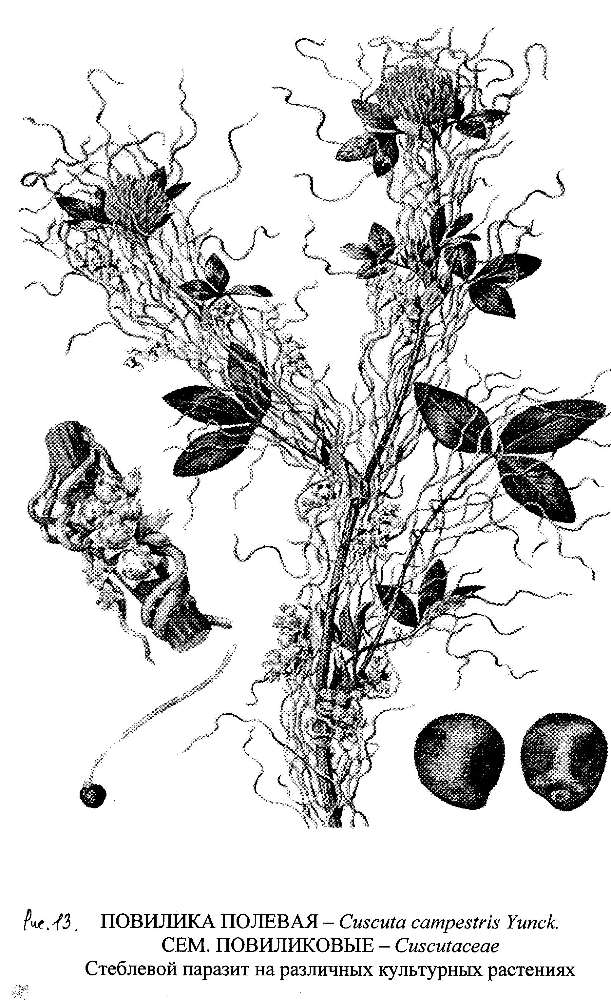 Рис. 13. ПОВИЛИКА ПОЛЕВАЯ – Cuscuta campestris Yunck.
СЕМ. ПОВИЛИКОВЫЕ – Cuscutaceae
Стеблевой паразит на различных культурных растениях